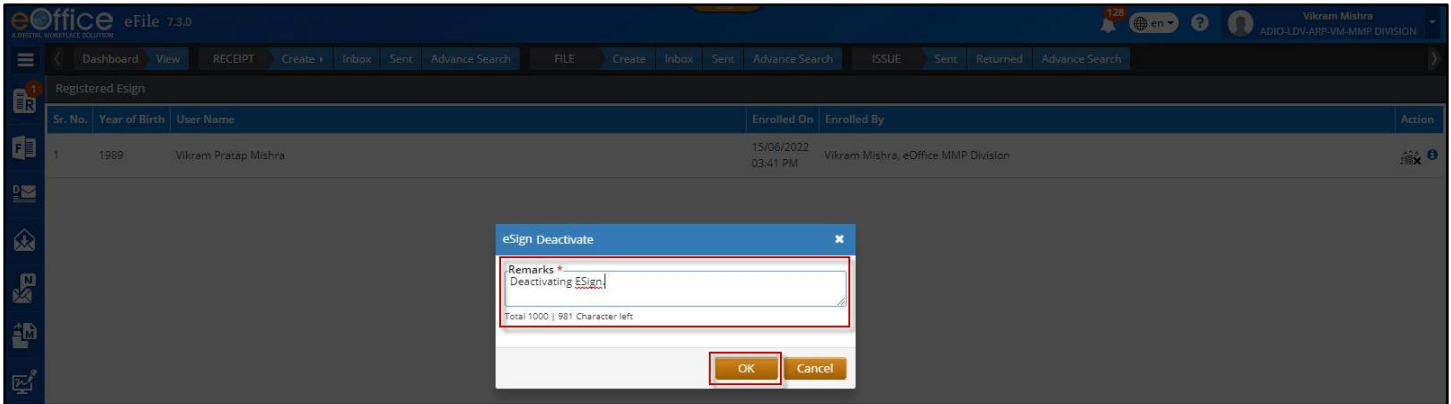 eOffice eFile 7.3.0
A DIGITAL WORKPLACE SOLUTION
128
en
?
Vikram Mishra
ADIO-LDV-ARP-VM-MMP DIVISION
Dashboard View RECEIPT Create Inbox Sent Advance Search FILE Create Inbox Sent Advance Search ISSUE Sent Returned Advance Search
1
R
Registered Esign
Sr. No. Year of Birth User Name Enrolled On Enrolled By Action
1 1989 Vikram Pratap Mishra 15/06/2022 Vikram Mishra, eOffice MMP Division
03:41 PM
F
D
N
M
eSign Deactivate
Remarks *
Deactivating ESign.
Total 1000 | 981 Character left
OK Cancel